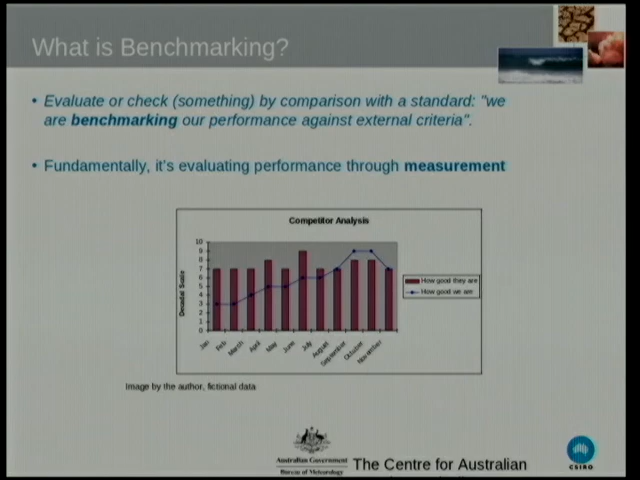 What is Benchmarking?
• Evaluate or check (something) by comparison with a standard: "we
are benchmarking our performance against external criteria".
• Fundamentally, it's evaluating performance through measurement
Competitor Analysis
10
9
8
7
6
5
4
3
2
1
0
Jan
Feb
March
April
May
June
July
August
September
October
November
How good they are
How good we are
Image by the author, fictional data
Australian Government
Bureau of Meteorology
The Centre for Australian
CSIRO